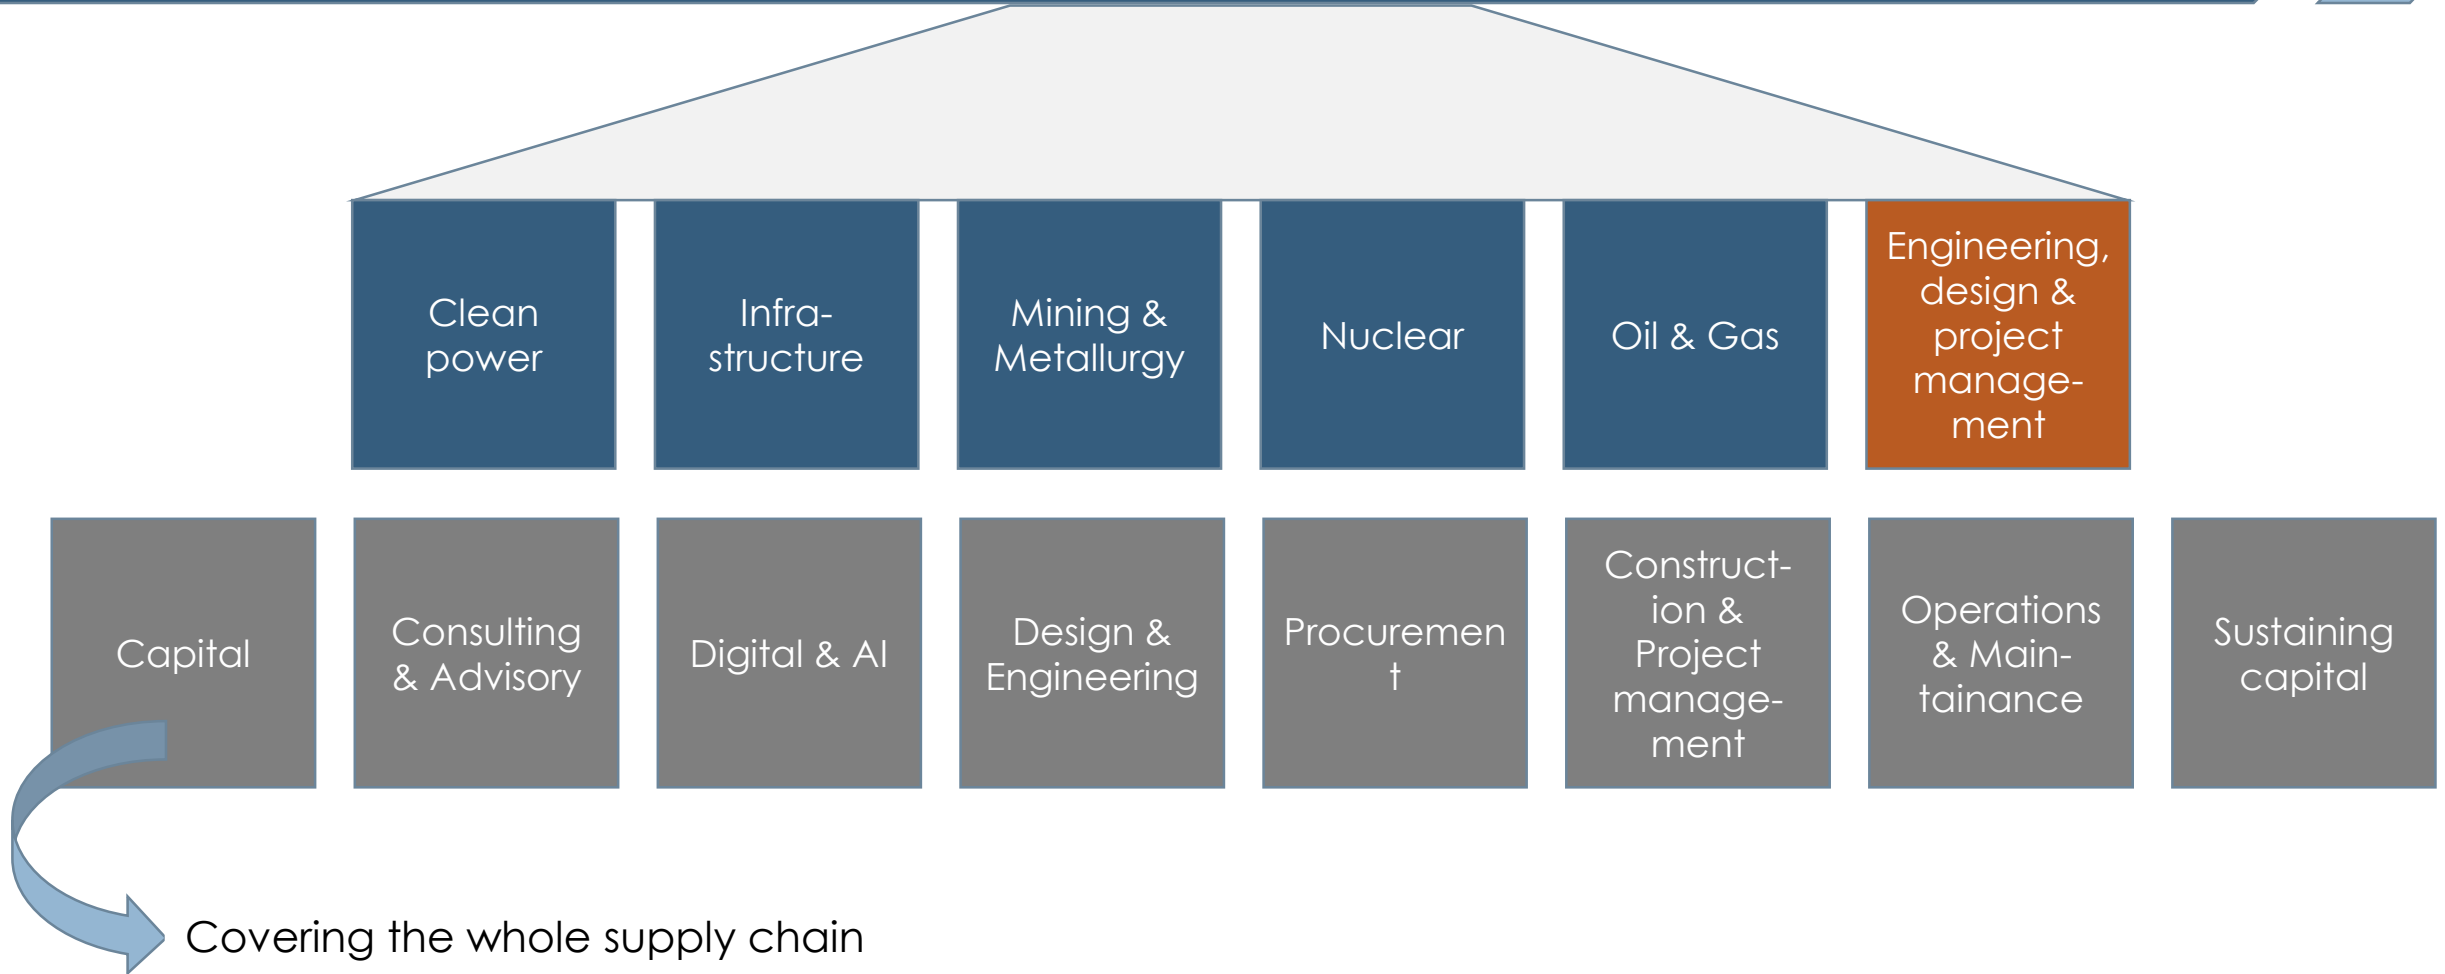 Clean
power
Infra-
structure
Mining &
Metallurgy
Nuclear
Oil & Gas
Engineering,
design &
project
manage-
ment
Capital
Consulting
& Advisory
Digital & AI
Design &
Engineering
Procuremen
t
Construct-
ion &
Project
manage-
ment
Operations
& Main-
tainance
Sustaining
capital
Covering the whole supply chain